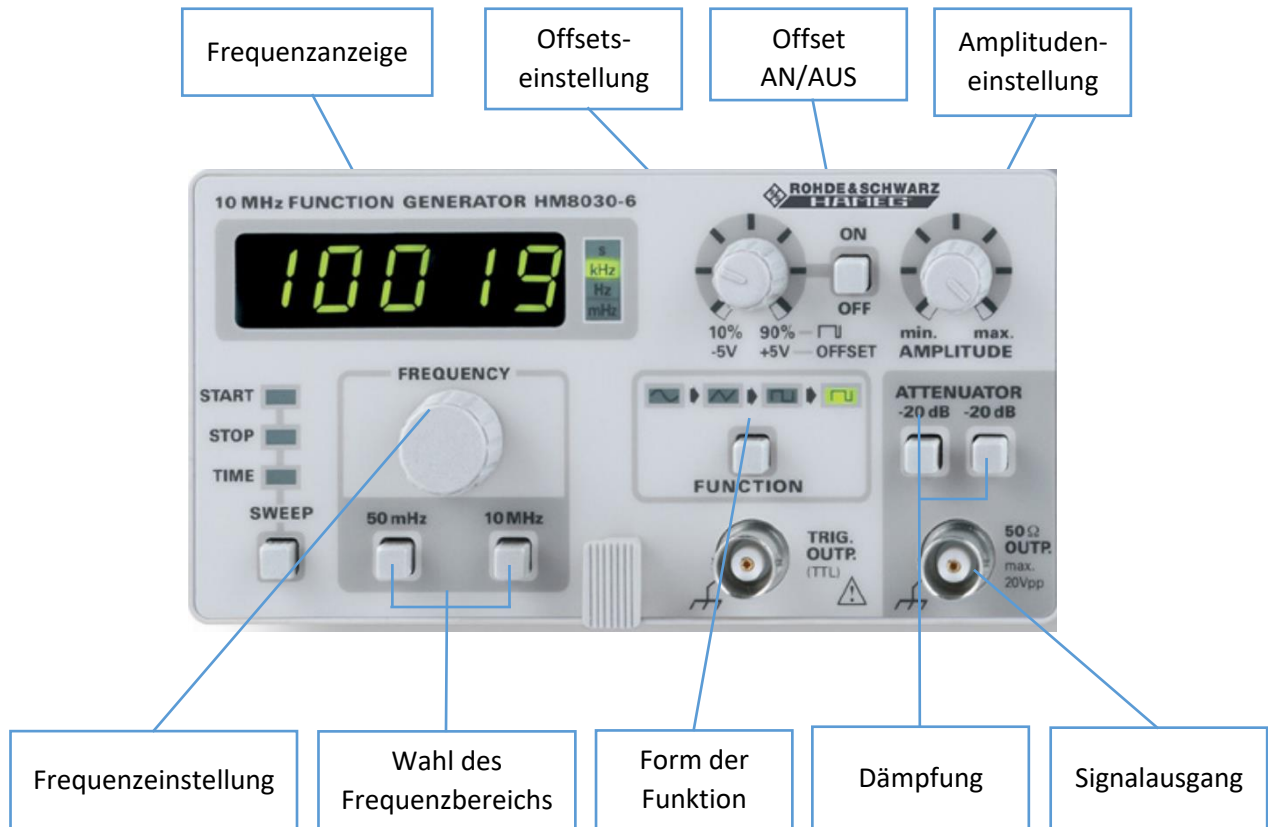 Frequenzanzeige
Offsets-
einstellung
Offset
AN/AUS
Amplituden-
einstellung
10 MHz FUNCTION GENERATOR HM8030-6
ROHDE&SCHWARZ
HAMEG
10019
s
kHz
Hz
mHz
ON
OFF
10% 90%
-5V +5V OFFSET
min. max.
AMPLITUDE
FREQUENCY
START
STOP
TIME
SWEEP
50 mHz 10 MHz
FUNCTION
ATTENUATOR
-20 dB -20 dB
TRIG.
OUTP.
(TTL)
50 Ω
OUTP.
max.
20Vpp
Frequenzeinstellung
Wahl des
Frequenzbereichs
Form der
Funktion
Dämpfung
Signalausgang